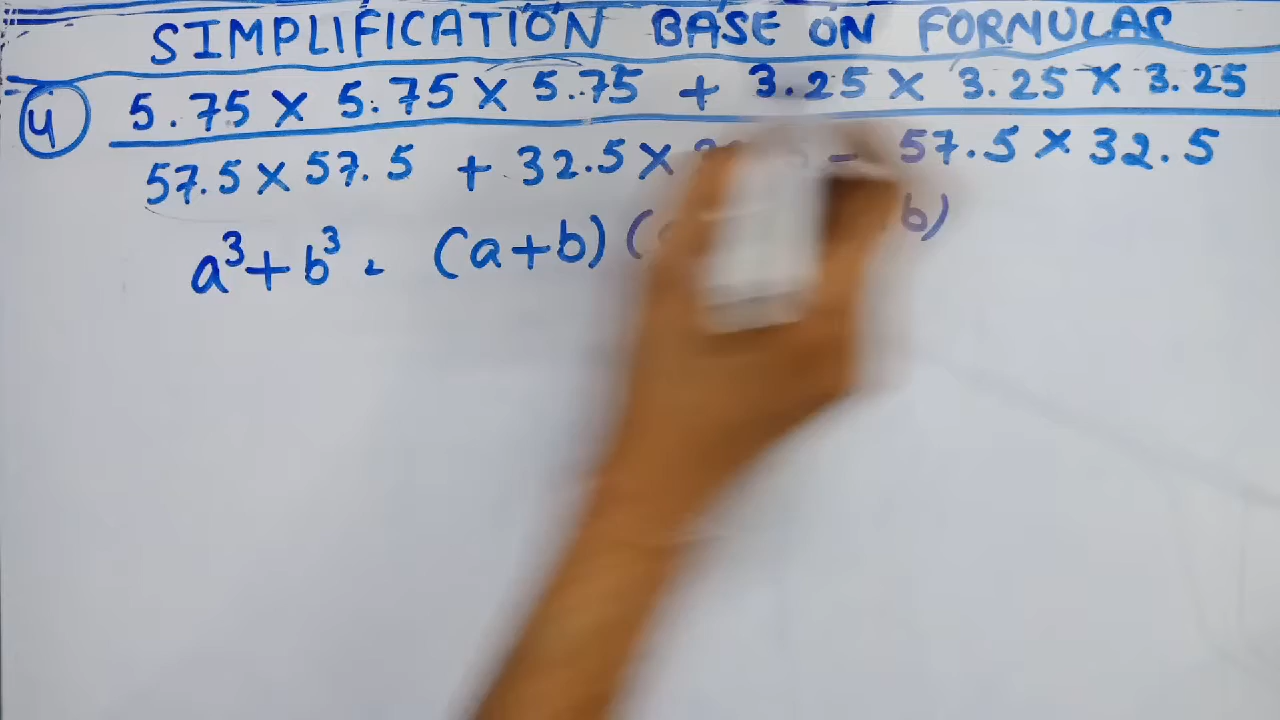 SIMPLIFICATION BASE ON FORMULAS
4 5.75 × 5.75 × 5.75 + 3.25 × 3.25 × 3.25
57.5 × 57.5 + 32.5 × - 57.5 × 32.5
a³ + b³ = (a+b) ( b)